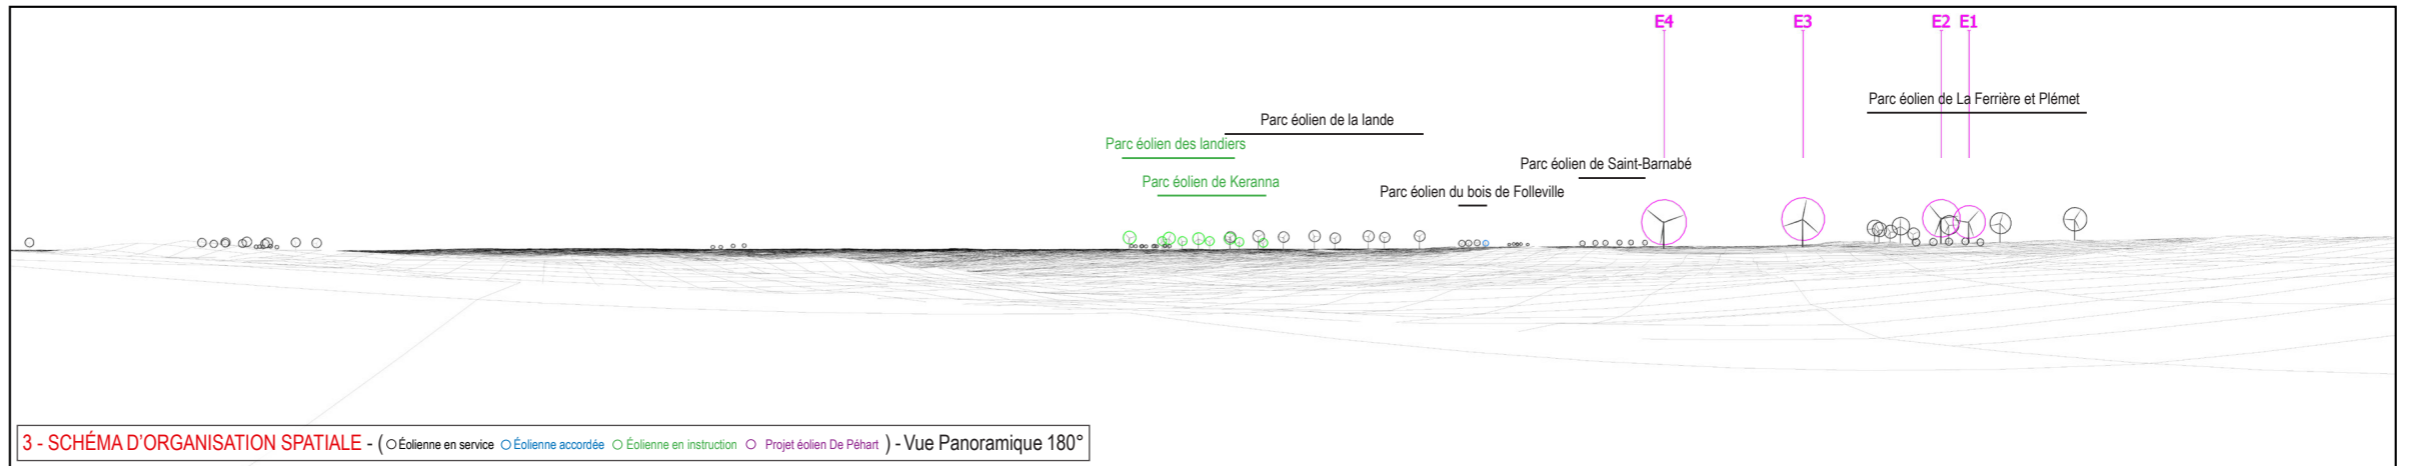 E4 E3 E2 E1
Parc éolien de La Ferrière et Plémet
Parc éolien de la lande
Parc éolien des landiers
Parc éolien de Saint-Barnabé
Parc éolien de Keranna
Parc éolien du bois de Folleville
3 - SCHÉMA D'ORGANISATION SPATIALE - ( Éolienne en service Éolienne accordée Éolienne en instruction Projet éolien De Péhart ) - Vue Panoramique 180°